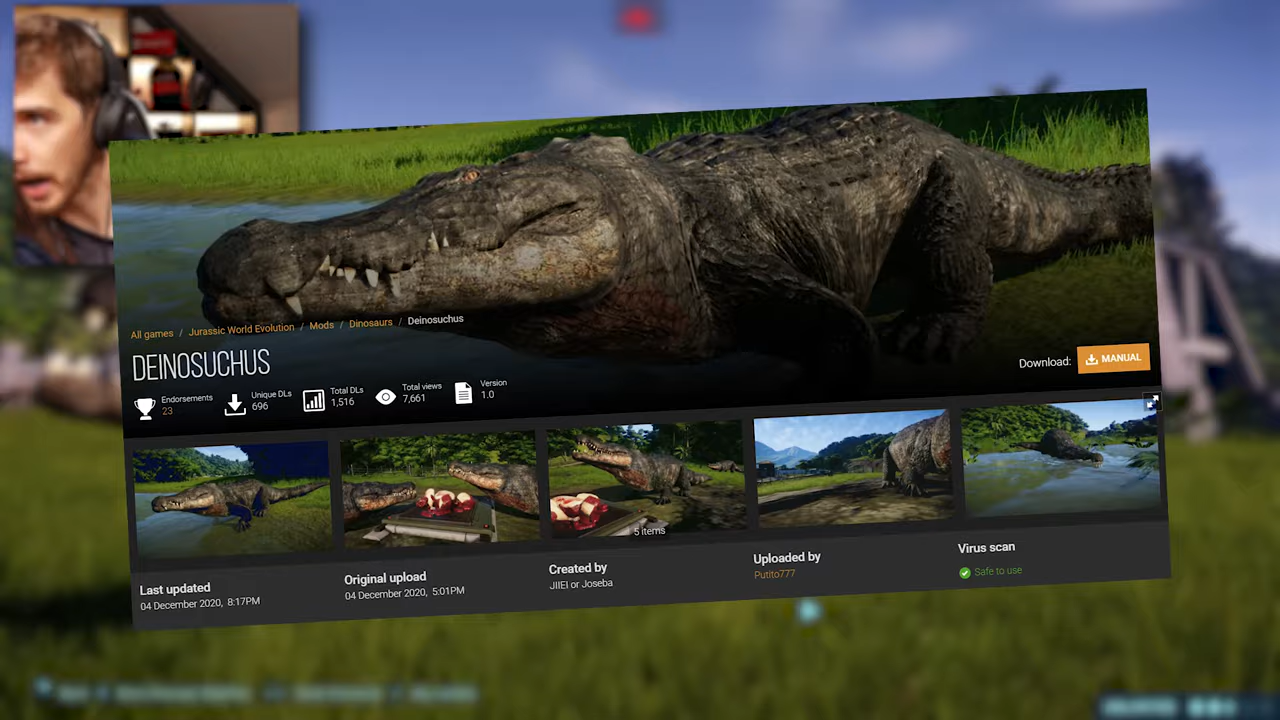 All games / Jurassic World Evolution / Mods / Dinosaurs / Deinosuchus
DEINOSUCHUS
Endorsements
23
Unique DLs
696
Total DLs
1,516
Total views
7,661
Version
1.0
Download: MANUAL
5 items
Last updated
04 December 2020, 8:17PM
Original upload
04 December 2020, 5:01PM
Created by
JIIEl or Joseba
Uploaded by
Putito777
Virus scan
Safe to use